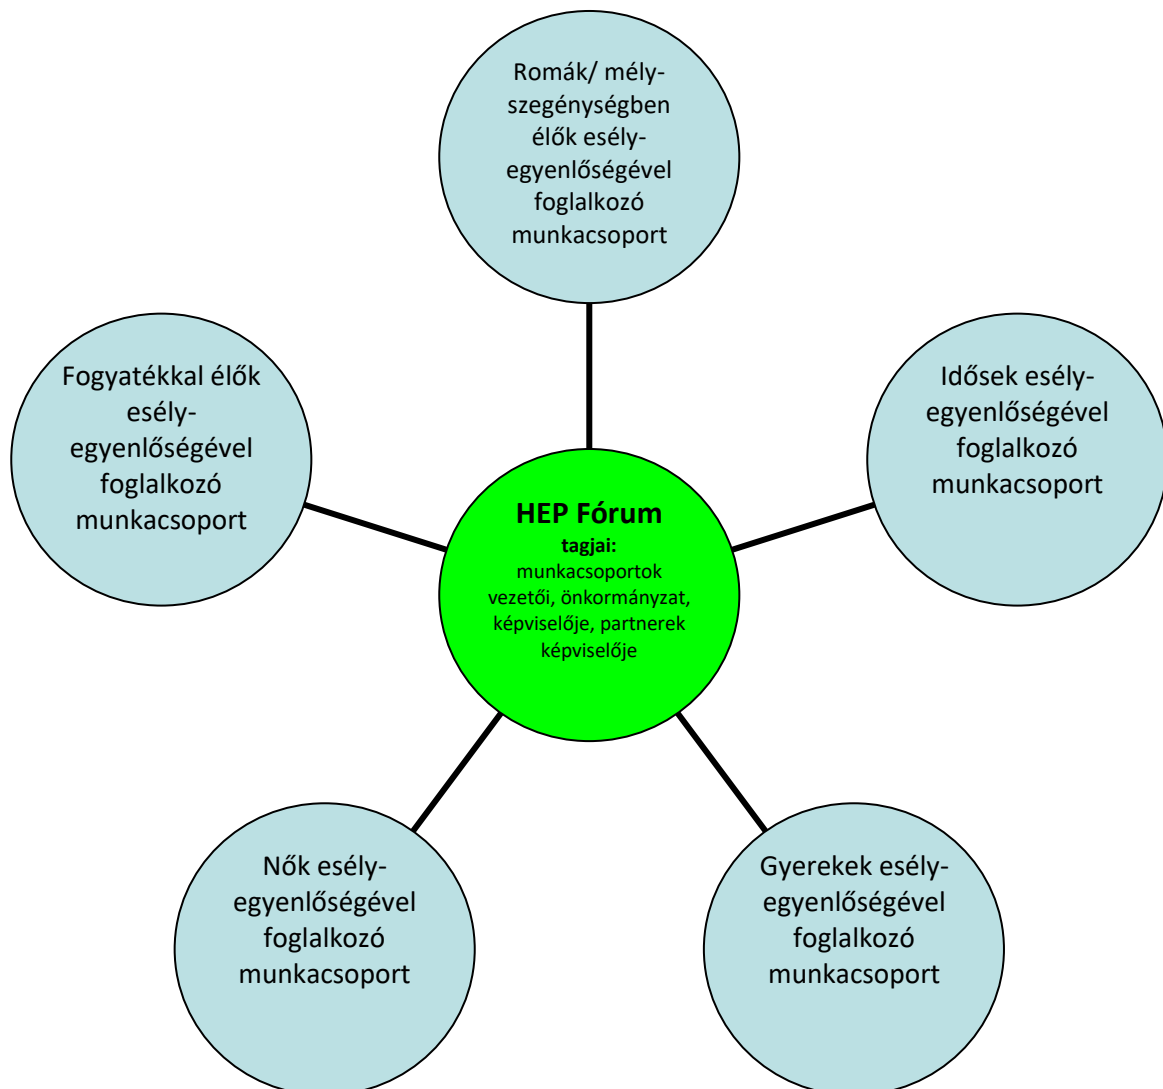 Romák/ mély-
szegénységben
élők esély-
egyenlőségével
foglalkozó
munkacsoport
Fogyatékkal élők
esély-
egyenlőségével
foglalkozó
munkacsoport
Idősek esély-
egyenlőségével
foglalkozó
munkacsoport
HEP Fórum
tagjai:
munkacsoportok
vezetői, önkormányzat,
képviselője, partnerek
képviselője
Nők esély-
egyenlőségével
foglalkozó
munkacsoport
Gyerekek esély-
egyenlőségével
foglalkozó
munkacsoport